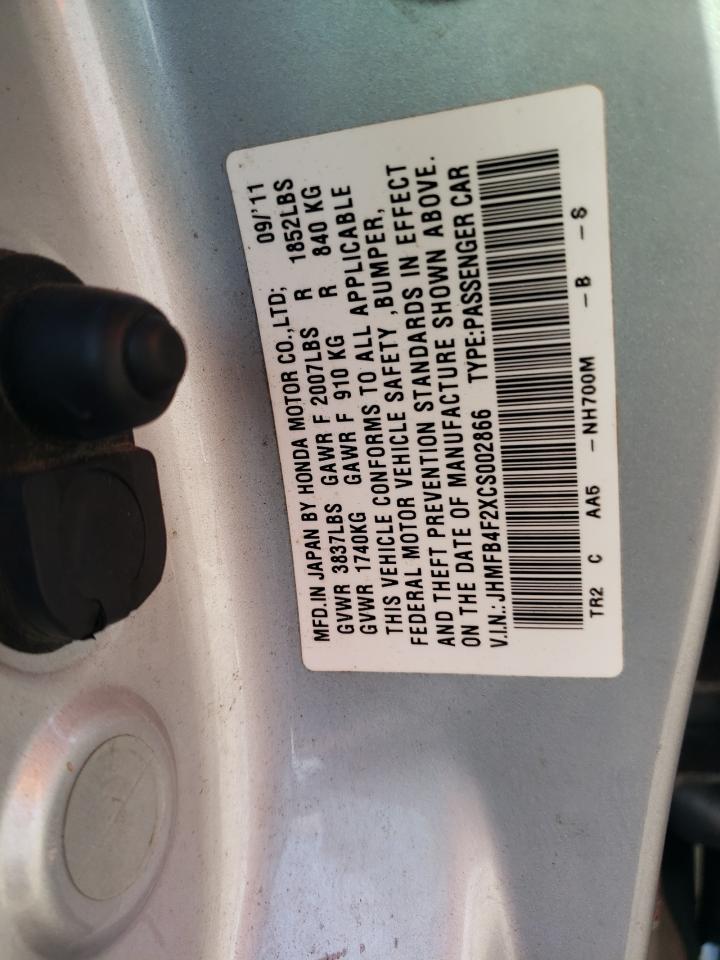 MFD.IN JAPAN BY HONDA MOTOR CO.,LTD; 09/'11
GVWR 3837LBS GAWR F 2007LBS R 1852LBS
GVWR 1740KG GAWR F 910 KG R 840 KG
THIS VEHICLE CONFORMS TO ALL APPLICABLE
FEDERAL MOTOR VEHICLE SAFETY ,BUMPER,
AND THEFT PREVENTION STANDARDS IN EFFECT
ON THE DATE OF MANUFACTURE SHOWN ABOVE.
V.I.N.: JHMFB4F2XCS002866 TYPE:PASSENGER CAR
TR2 C AA5 - NH700M - B - S